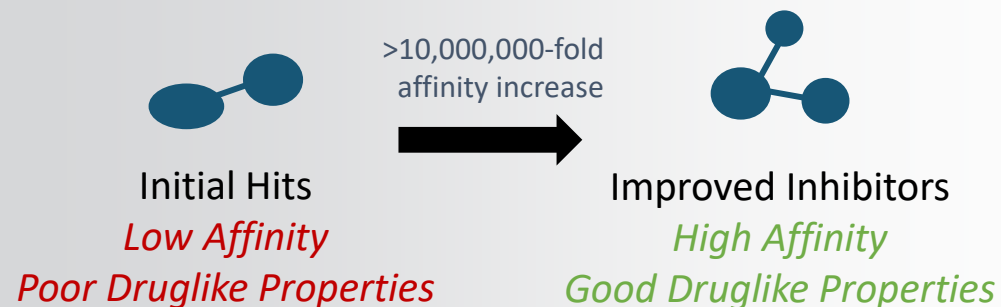 >10,000,000-fold
affinity increase
Initial Hits
Low Affinity
Poor Druglike Properties
Improved Inhibitors
High Affinity
Good Druglike Properties